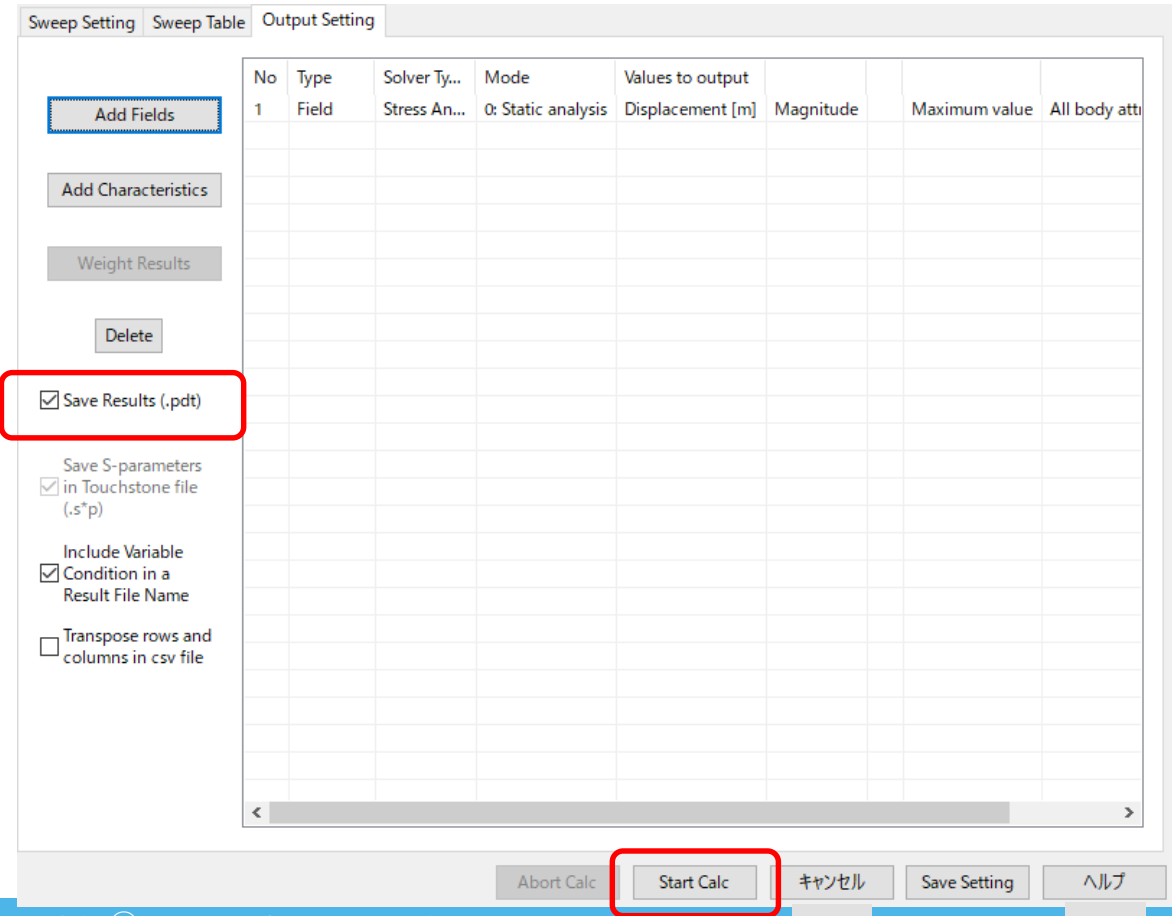 Sweep Setting Sweep Table Output Setting
No Type Solver Ty... Mode Values to output
1 Field Stress An... 0: Static analysis Displacement [m] Magnitude Maximum value All body attr
Add Fields
Add Characteristics
Weight Results
Delete
Save Results (.pdt)
Save S-parameters
in Touchstone file
(.s*p)
Include Variable
Condition in a
Result File Name
Transpose rows and
columns in csv file
Abort Calc Start Calc キャンセル Save Setting ヘルプ